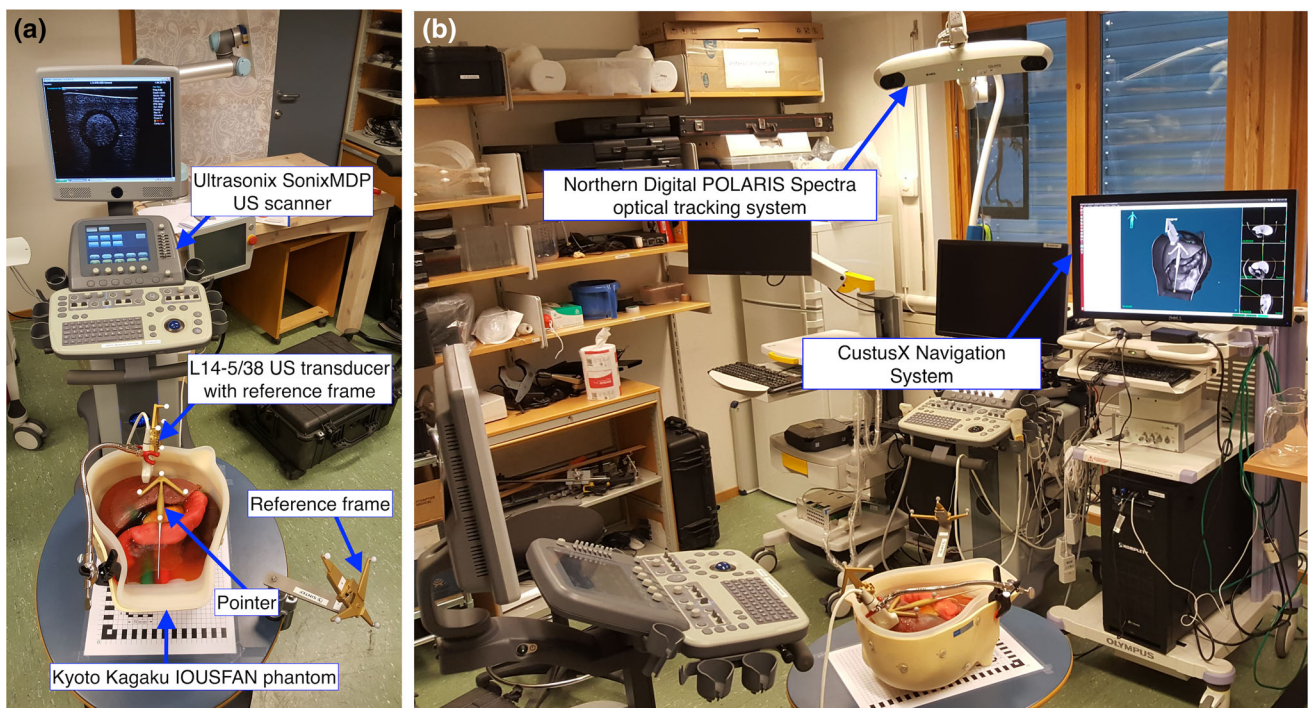 (a)
Ultrasonix SonixMDP
US scanner
L14-5/38 US transducer
with reference frame
Reference frame
Pointer
Kyoto Kagaku IOUSFAN phantom
(b)
Northern Digital POLARIS Spectra
optical tracking system
CustusX Navigation
System
OLYMPUS